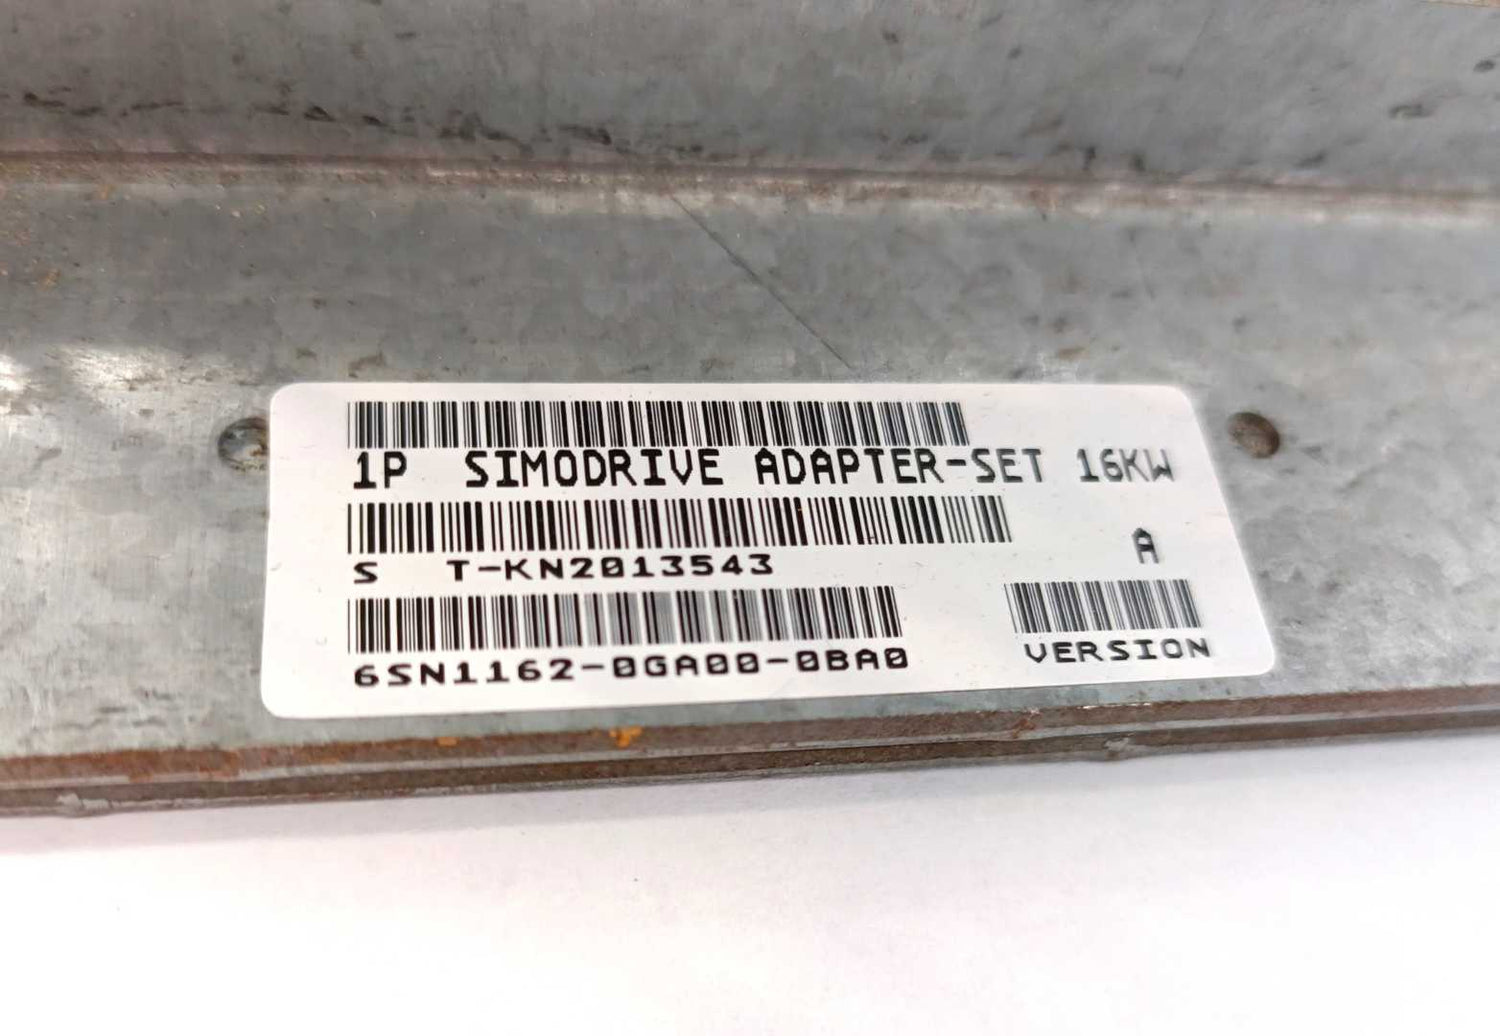 1P SIMODRIVE ADAPTER-SET 16KW
S T-KN2013543
A
6SN1162-0GA00-0BA0
VERSION